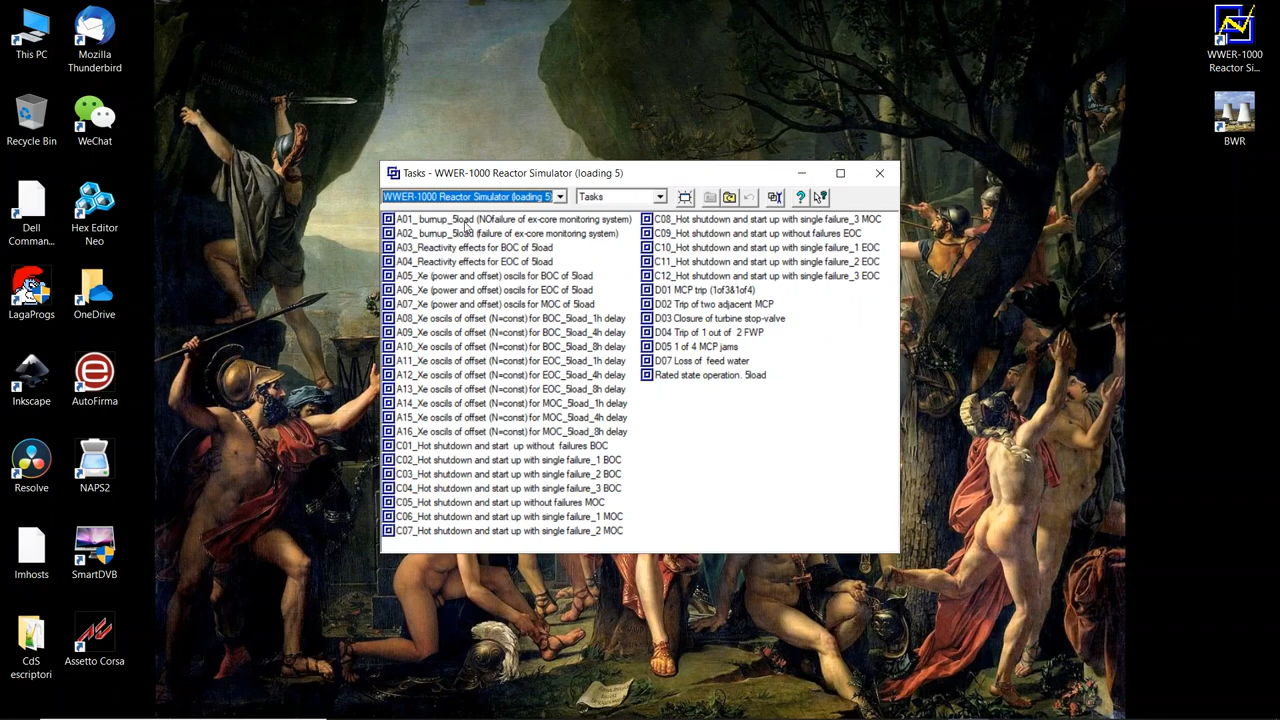 This PC
Mozilla
Thunderbird
Recycle Bin
WeChat
Dell
Comman...
Hex Editor
Neo
LagaProgs
OneDrive
Inkscape
AutoFirma
Resolve
NAPS2
lmhosts
SmartDVB
CdS
escriptori
Assetto Corsa
Tasks - WWER-1000 Reactor Simulator (loading 5)
WWER-1000 Reactor Simulator (loading 5)
Tasks
A01_ burnup_5load (NOfailure of ex-core monitoring system)
A02_ burnup_5load (failure of ex-core monitoring system)
A03_Reactivity effects for BOC of 5load
A04_Reactivity effects for EOC of 5load
A05_Xe (power and offset) oscils for BOC of 5load
A06_Xe (power and offset) oscils for EOC of 5load
A07_Xe (power and offset) oscils for MOC of 5load
A08_Xe oscils of offset (N=const) for BOC_5load_1h delay
A09_Xe oscils of offset (N=const) for BOC_5load_4h delay
A10_Xe oscils of offset (N=const) for BOC_5load_8h delay
A11_Xe oscils of offset (N=const) for EOC_5load_1h delay
A12_Xe oscils of offset (N=const) for EOC_5load_4h delay
A13_Xe oscils of offset (N=const) for EOC_5load_8h delay
A14_Xe oscils of offset (N=const) for MOC_5load_1h delay
A15_Xe oscils of offset (N=const) for MOC_5load_4h delay
A16_Xe oscils of offset (N=const) for MOC_5load_8h delay
C01_Hot shutdown and start up without failures BOC
C02_Hot shutdown and start up with single failure_1 BOC
C03_Hot shutdown and start up with single failure_2 BOC
C04_Hot shutdown and start up with single failure_3 BOC
C05_Hot shutdown and start up without failures MOC
C06_Hot shutdown and start up with single failure_1 MOC
C07_Hot shutdown and start up with single failure_2 MOC
C08_Hot shutdown and start up with single failure_3 MOC
C09_Hot shutdown and start up without failures EOC
C10_Hot shutdown and start up with single failure_1 EOC
C11_Hot shutdown and start up with single failure_2 EOC
C12_Hot shutdown and start up with single failure_3 EOC
D01 MCP trip (1of3&1of4)
D02 Trip of two adjacent MCP
D03 Closure of turbine stop-valve
D04 Trip of 1 out of 2 FWP
D05 1 of 4 MCP jams
D07 Loss of feed water
Rated state operation. 5load
WWER-1000
Reactor Si...
BWR